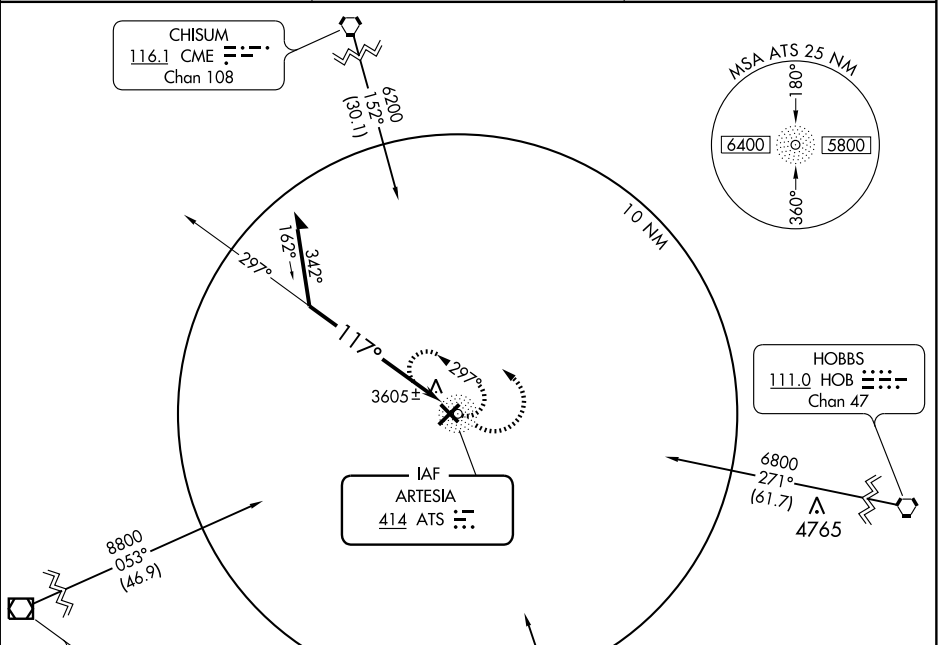 CHISUM
116.1 CME
Chan 108
6200
152°
(30.1)
MSA ATS 25 NM
180°
6400
5800
360°
10 NM
297°
162°
342°
117°
297°
3605±
HOBBS
111.0 HOB
Chan 47
IAF
ARTESIA
414 ATS
6800
271°
(61.7)
4765
8800
053°
(46.9)